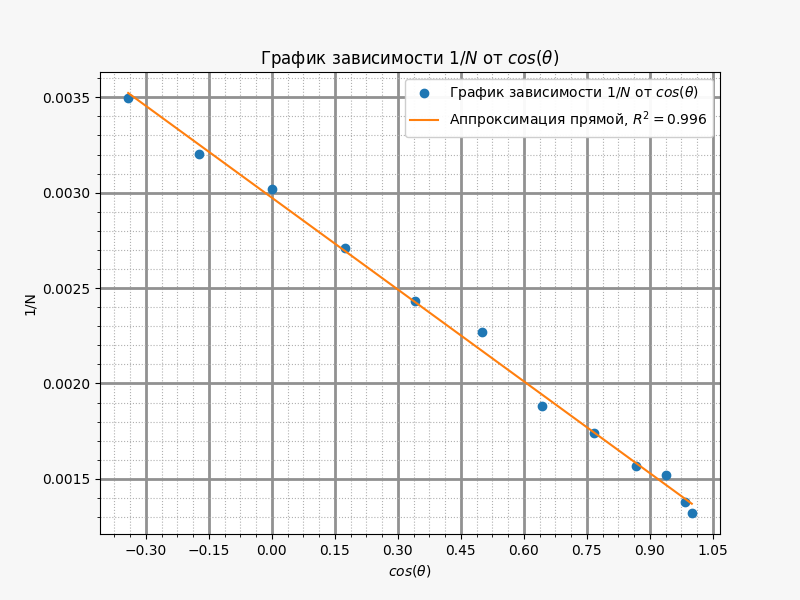 График зависимости 1/N от cos(θ)
График зависимости 1/N от cos(θ)
Аппроксимация прямой, R² = 0.996
0.0035
0.0030
0.0025
0.0020
0.0015
1/N
−0.30 −0.15 0.00 0.15 0.30 0.45 0.60 0.75 0.90 1.05
cos(θ)